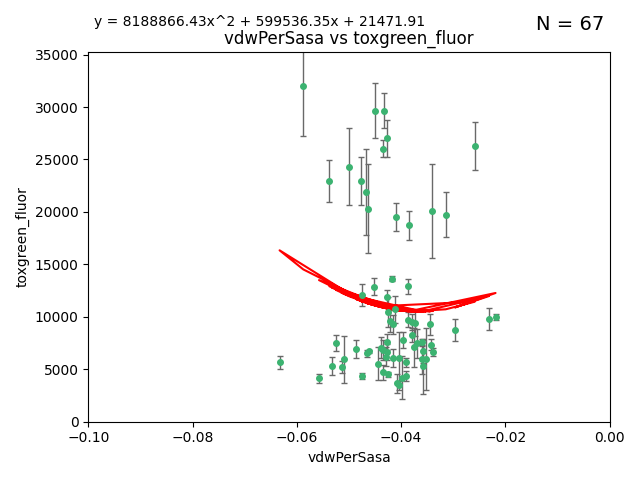 y = 8188866.43x^2 + 599536.35x + 21471.91
N = 67
vdwPerSasa vs toxgreen_fluor
35000
30000
25000
20000
15000
10000
5000
0
toxgreen_fluor
−0.10
−0.08
−0.06
−0.04
−0.02
0.00
vdwPerSasa